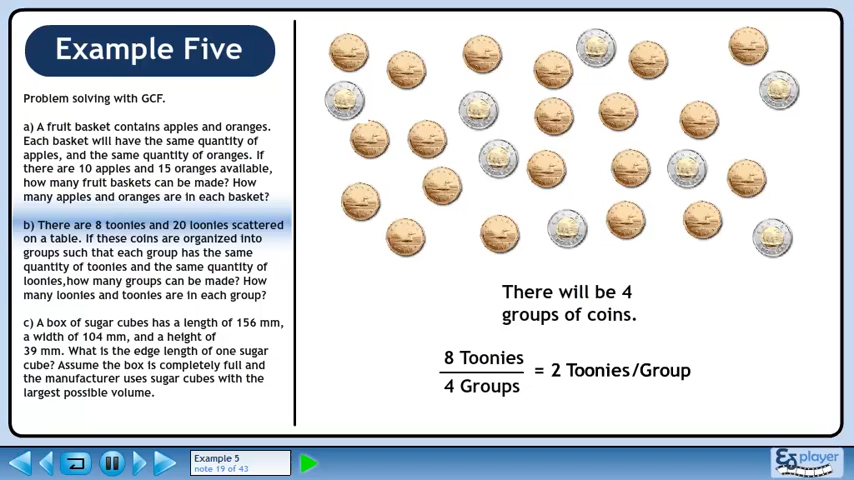 Example Five
Problem solving with GCF.
a) A fruit basket contains apples and oranges.
Each basket will have the same quantity of
apples, and the same quantity of oranges. If
there are 10 apples and 15 oranges available,
how many fruit baskets can be made? How
many apples and oranges are in each basket?
b) There are 8 toonies and 20 loonies scattered
on a table. If these coins are organized into
groups such that each group has the same
quantity of toonies and the same quantity of
loonies,how many groups can be made? How
many loonies and toonies are in each group?
c) A box of sugar cubes has a length of 156 mm,
a width of 104 mm, and a height of
39 mm. What is the edge length of one sugar
cube? Assume the box is completely full and
the manufacturer uses sugar cubes with the
largest possible volume.
There will be 4
groups of coins.
8 Toonies
4 Groups
= 2 Toonies/Group
Example 5
note 19 of 43
player